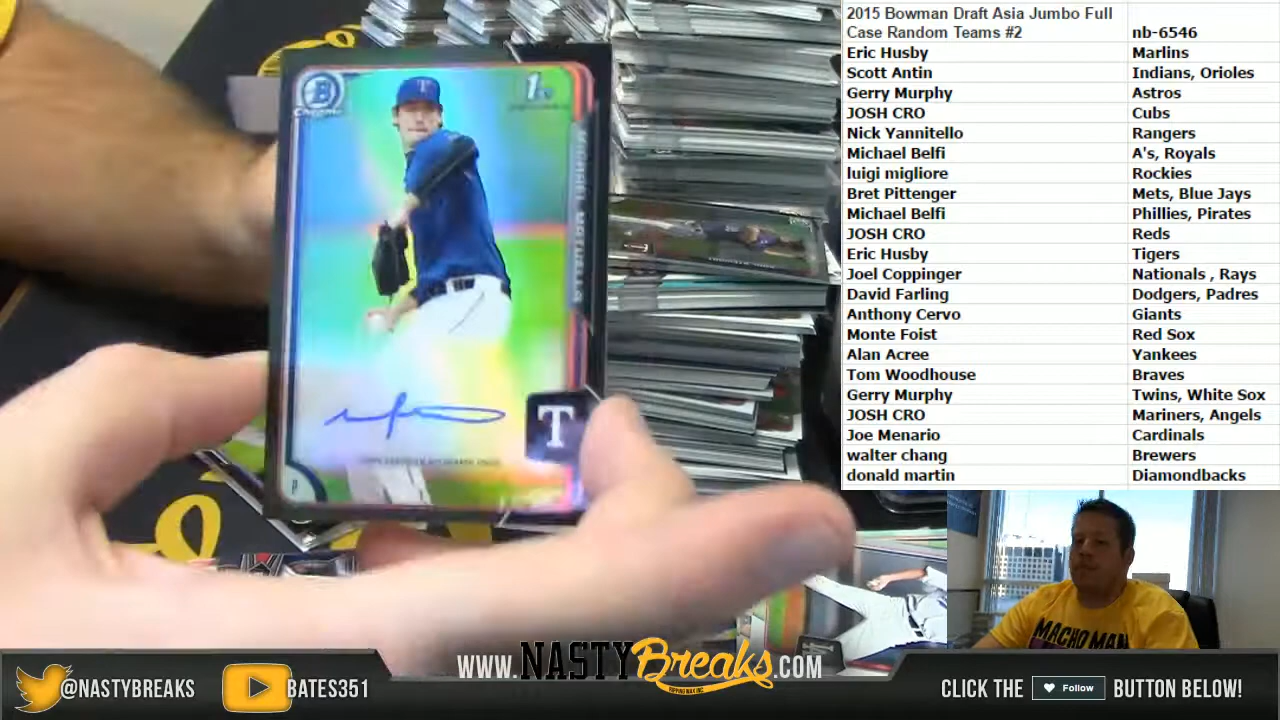 2015 Bowman Draft Asia Jumbo Full
Case Random Teams #2 nb-6546
Eric Husby Marlins
Scott Antin Indians, Orioles
Gerry Murphy Astros
JOSH CRO Cubs
Nick Yannitello Rangers
Michael Belfi A's, Royals
luigi migliore Rockies
Bret Pittenger Mets, Blue Jays
Michael Belfi Phillies, Pirates
JOSH CRO Reds
Eric Husby Tigers
Joel Coppinger Nationals , Rays
David Farling Dodgers, Padres
Anthony Cervo Giants
Monte Foist Red Sox
Alan Acree Yankees
Tom Woodhouse Braves
Gerry Murphy Twins, White Sox
JOSH CRO Mariners, Angels
Joe Menario Cardinals
walter chang Brewers
donald martin Diamondbacks
B
Chrome
1st
T
T
P
MACHO MAN
@NASTYBREAKS
BATES351
WWW.NASTYBreaks.COM
CLICK THE Follow BUTTON BELOW!